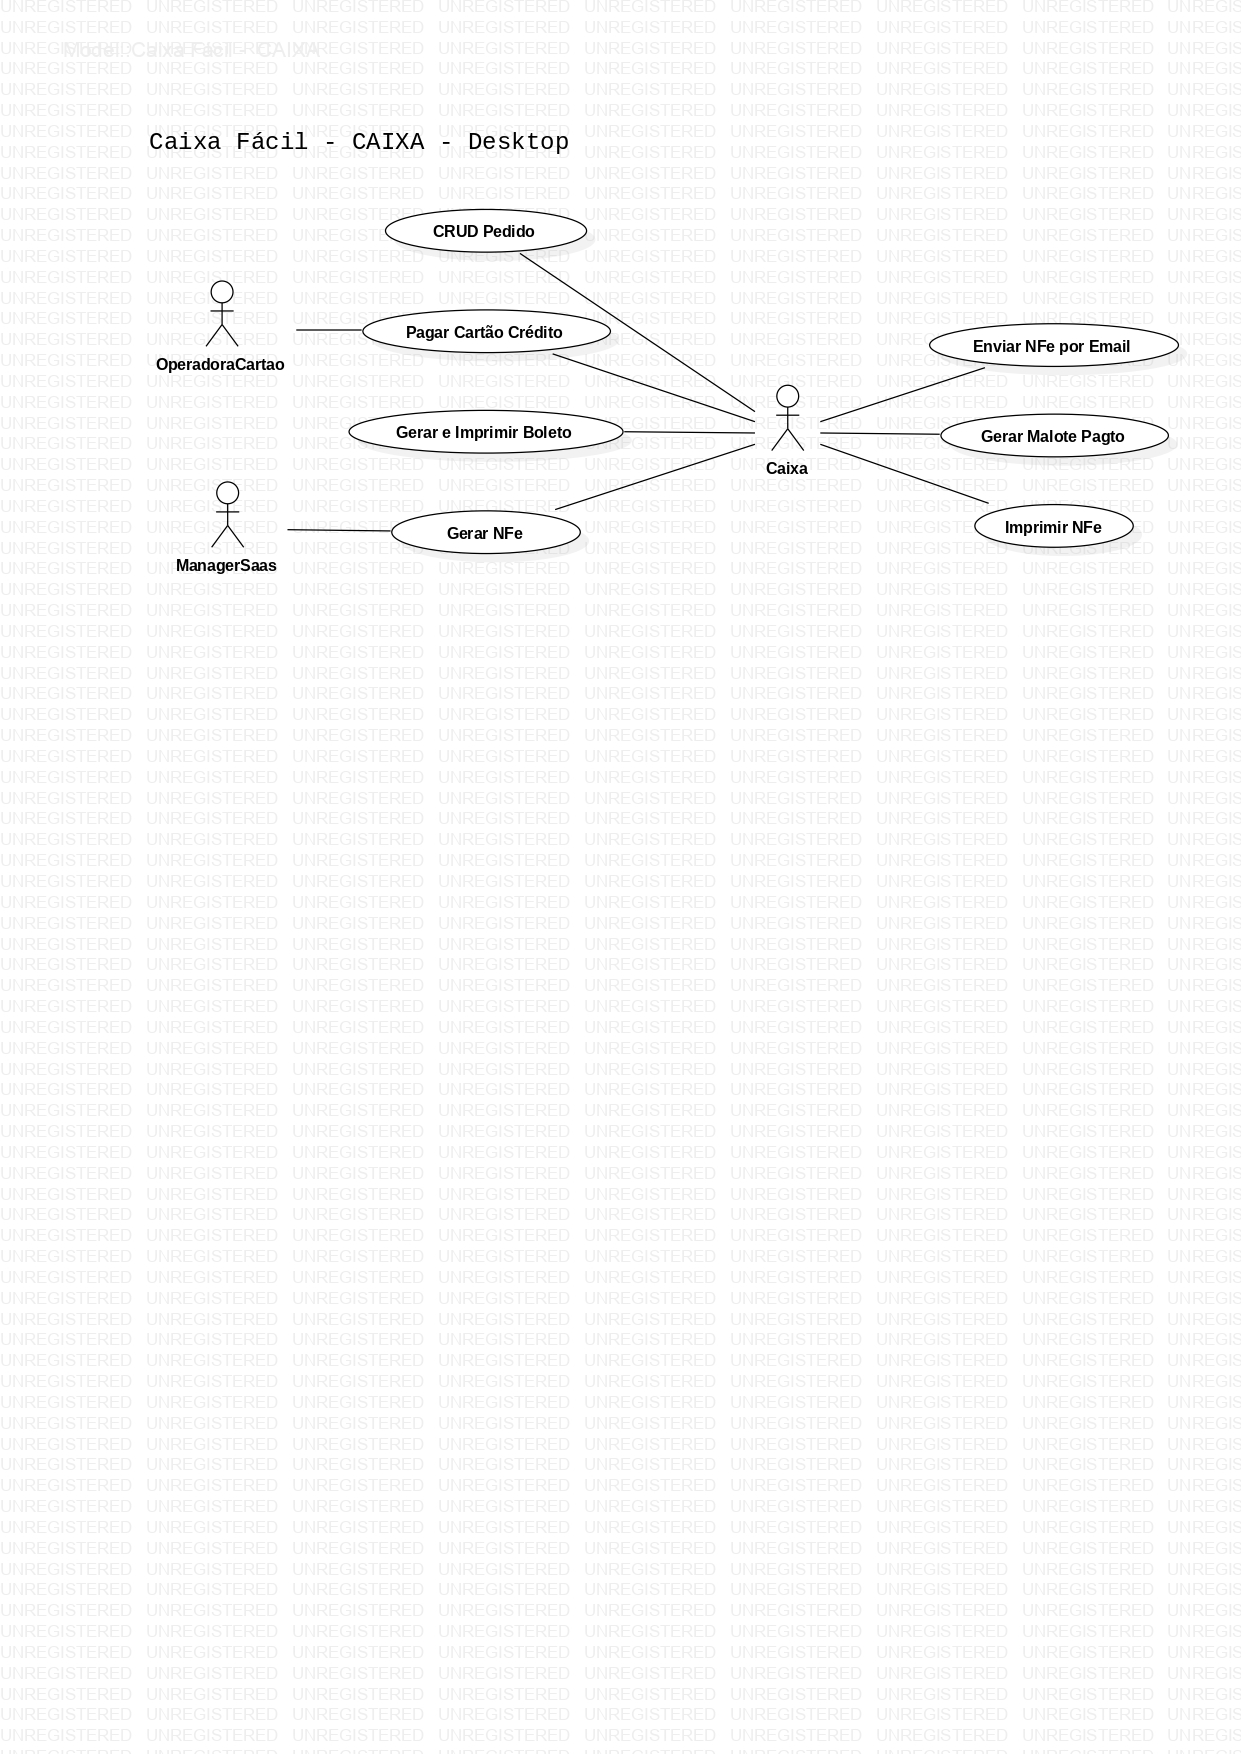 Model::Caixa Fácil - CAIXA
Caixa Fácil - CAIXA - Desktop
CRUD Pedido
OperadoraCartao
Pagar Cartão Crédito
Enviar NFe por Email
Gerar e Imprimir Boleto
Gerar Malote Pagto
Caixa
ManagerSaas
Gerar NFe
Imprimir NFe
UNREGISTERED